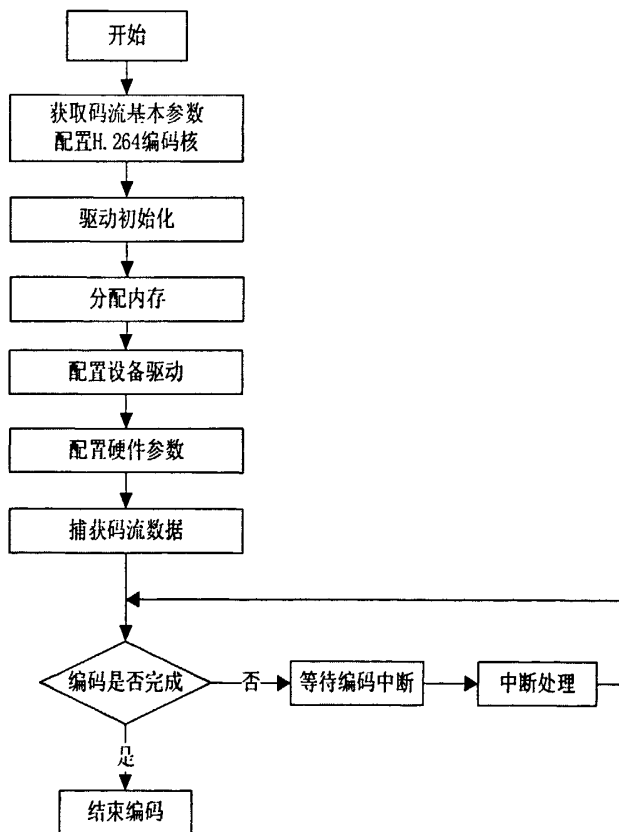 开始
获取码流基本参数
配置H.264编码核
驱动初始化
分配内存
配置设备驱动
配置硬件参数
捕获码流数据
编码是否完成
否
等待编码中断
中断处理
是
结束编码